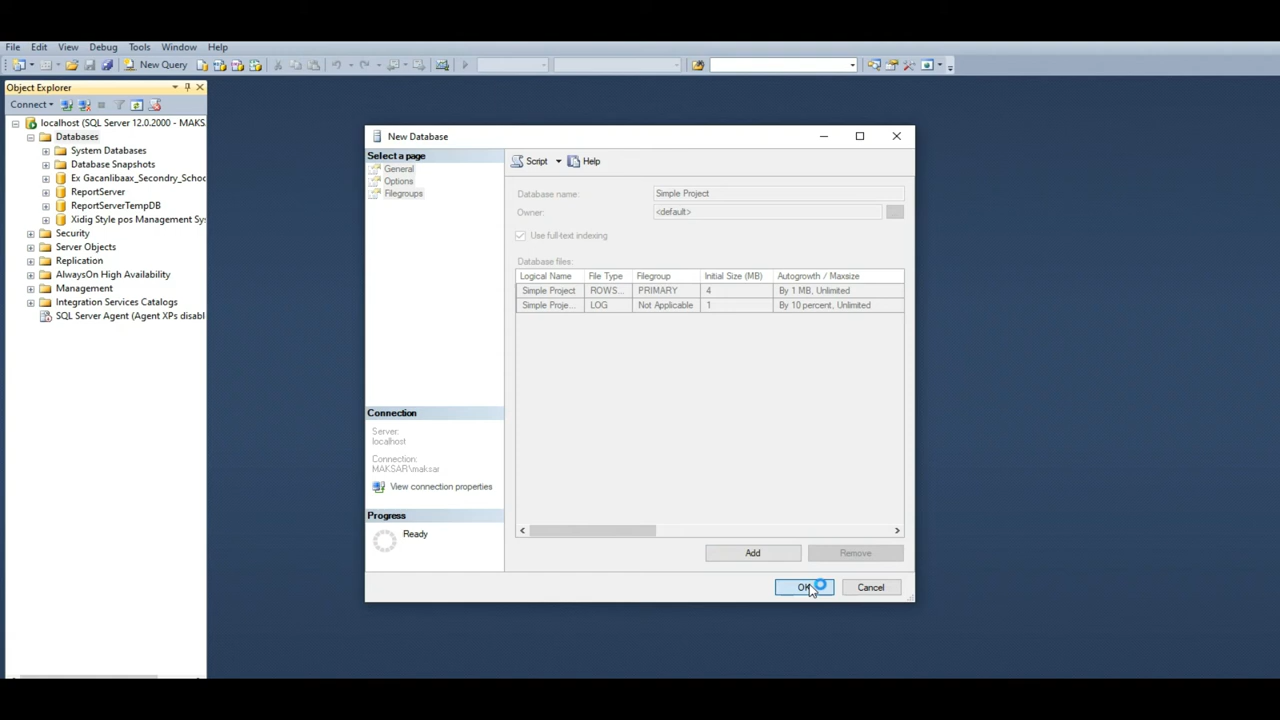 File Edit View Debug Tools Window Help
New Query
Object Explorer
Connect
localhost (SQL Server 12.0.2000 - MAKS
Databases
System Databases
Database Snapshots
Ex Gacanlibaax_Secondry_Schoo
ReportServer
ReportServerTempDB
Xidig Style pos Management Sy
Security
Server Objects
Replication
AlwaysOn High Availability
Management
Integration Services Catalogs
SQL Server Agent (Agent XPs disabl
New Database
Select a page
General
Options
Filegroups
Script Help
Database name: Simple Project
Owner: <default>
Use full-text indexing
Database files:
Logical Name File Type Filegroup Initial Size (MB) Autogrowth / Maxsize
Simple Project ROWS... PRIMARY 4 By 1 MB, Unlimited
Simple Proje... LOG Not Applicable 1 By 10 percent, Unlimited
Connection
Server:
localhost
Connection:
MAKSAR\maksar
View connection properties
Progress
Ready
Add Remove
OK Cancel